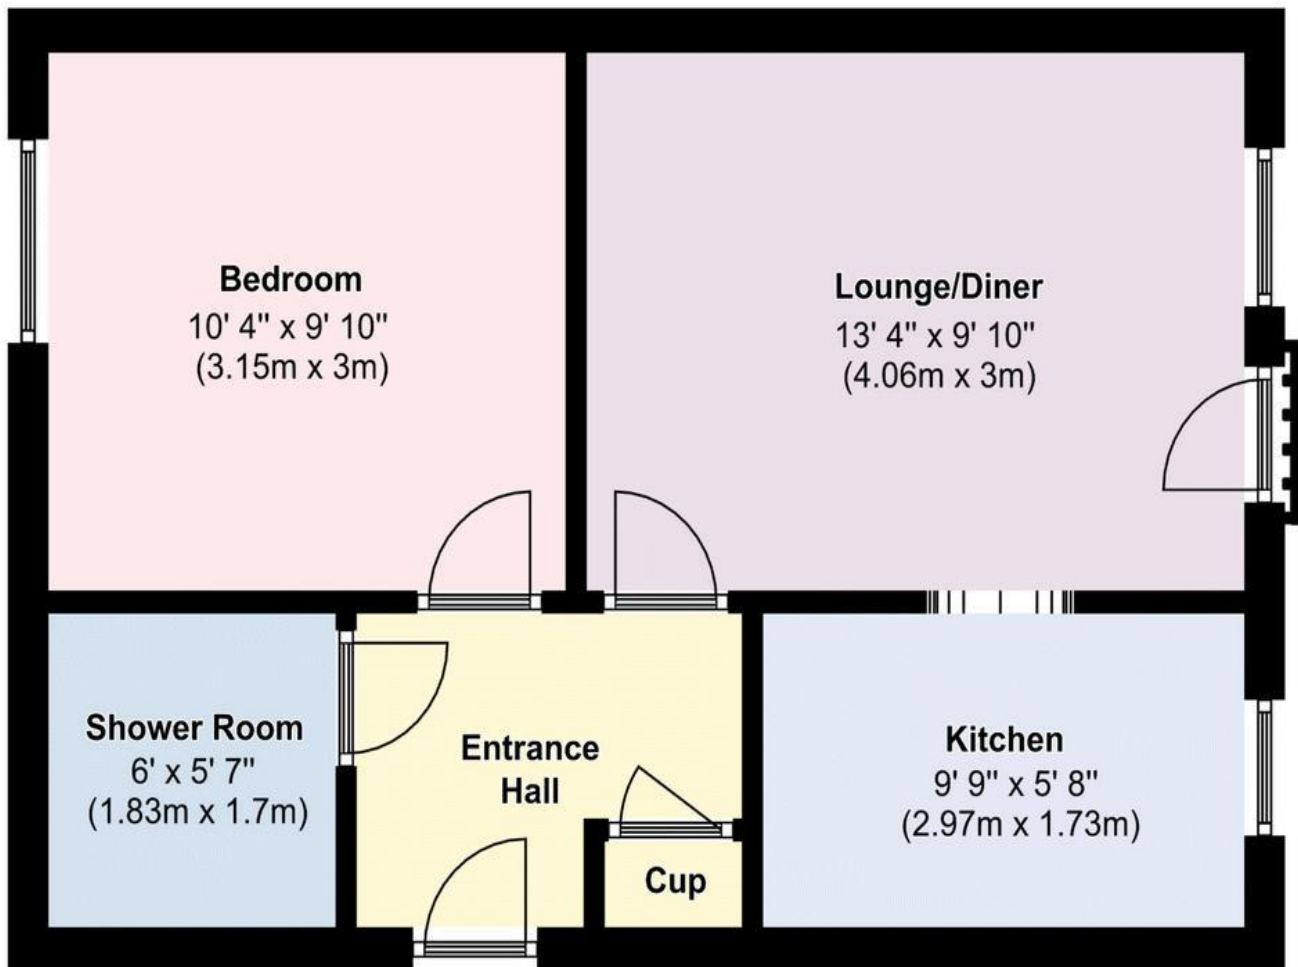 Bedroom
10' 4" x 9' 10"
(3.15m x 3m)
Lounge/Diner
13' 4" x 9' 10"
(4.06m x 3m)
Shower Room
6' x 5' 7"
(1.83m x 1.7m)
Entrance
Hall
Cup
Kitchen
9' 9" x 5' 8"
(2.97m x 1.73m)